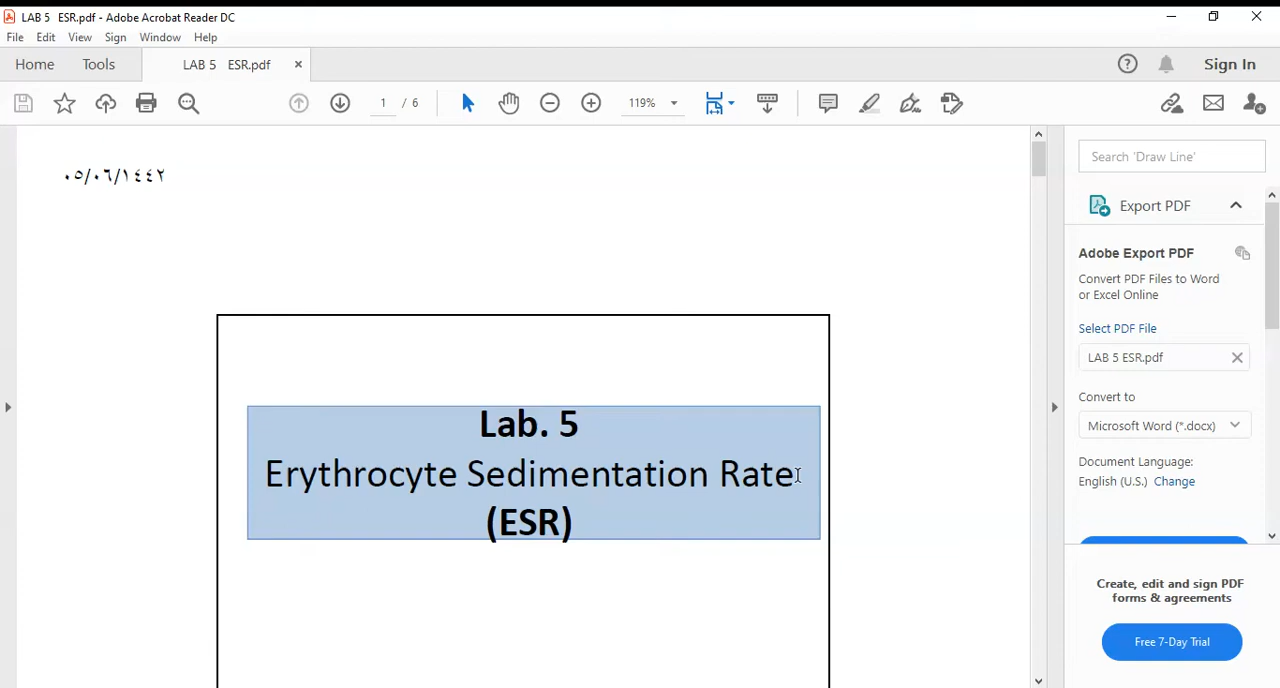 LAB 5   ESR.pdf - Adobe Acrobat Reader DC
File Edit View Sign Window Help
Home Tools LAB 5   ESR.pdf × Sign In
1 / 6 119%
٠٥/٠٦/١٤٤٢
Lab. 5
Erythrocyte Sedimentation Rate
(ESR)
Search 'Draw Line'
Export PDF
Adobe Export PDF
Convert PDF Files to Word
or Excel Online
Select PDF File
LAB 5 ESR.pdf
Convert to
Microsoft Word (*.docx)
Document Language:
English (U.S.) Change
Create, edit and sign PDF
forms & agreements
Free 7-Day Trial